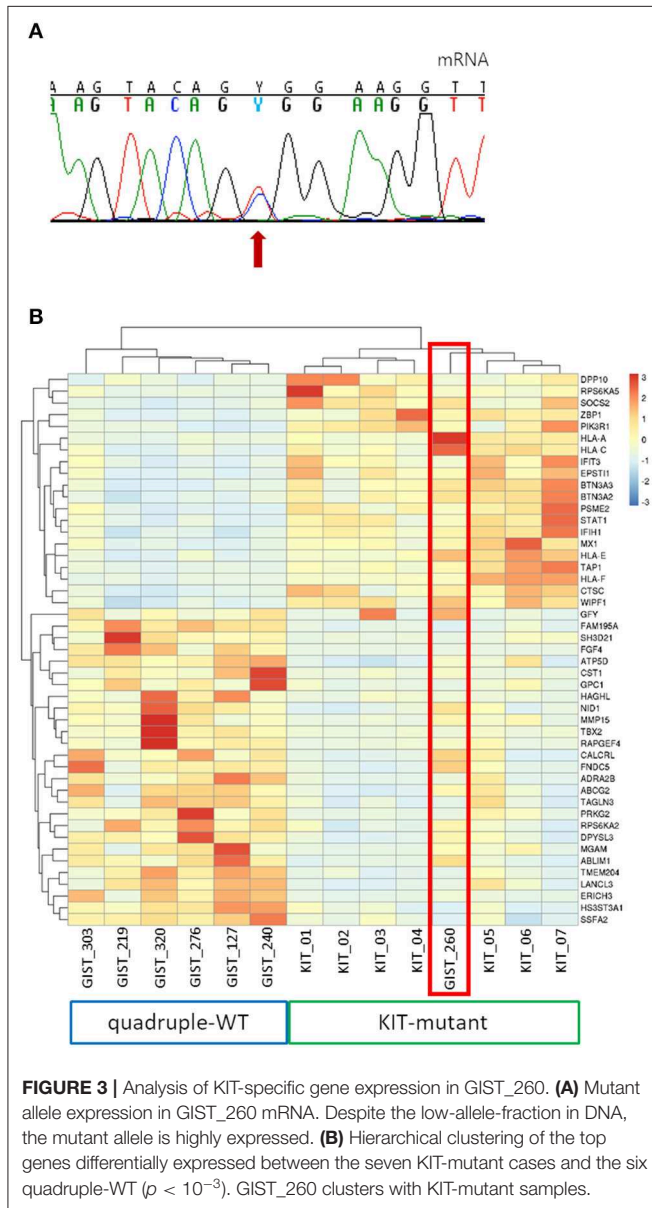 A
mRNA
A A G T A C A G Y G G A A G G T T
A A G T A C A G Y G G A A G G T T
B
DPP10
RPS6KA5
SOCS2
ZBP1
PIK3R1
HLA-A
HLA-C
IFIT3
EPSTI1
BTN3A3
BTN3A2
PSME2
STAT1
IFIH1
MX1
HLA-E
TAP1
HLA-F
CTSC
WIPF1
GFY
FAM195A
SH3D21
FGF4
ATP5D
CST1
GPC1
HAGHL
NID1
MMP15
TBX2
RAPGEF4
CALCRL
FNDC5
ADRA2B
ABCG2
TAGLN3
PRKG2
RPS6KA2
DPYSL3
MGAM
ABLIM1
TMEM204
LANCL3
ERICH3
HS3ST3A1
SSFA2
3
2
1
0
-1
-2
-3
GIST_303
GIST_219
GIST_320
GIST_276
GIST_127
GIST_240
KIT_01
KIT_02
KIT_03
KIT_04
GIST_260
KIT_05
KIT_06
KIT_07
quadruple-WT
KIT-mutant
FIGURE 3 | Analysis of KIT-specific gene expression in GIST_260. (A) Mutant
allele expression in GIST_260 mRNA. Despite the low-allele-fraction in DNA,
the mutant allele is highly expressed. (B) Hierarchical clustering of the top
genes differentially expressed between the seven KIT-mutant cases and the six
quadruple-WT (p < 10⁻³). GIST_260 clusters with KIT-mutant samples.